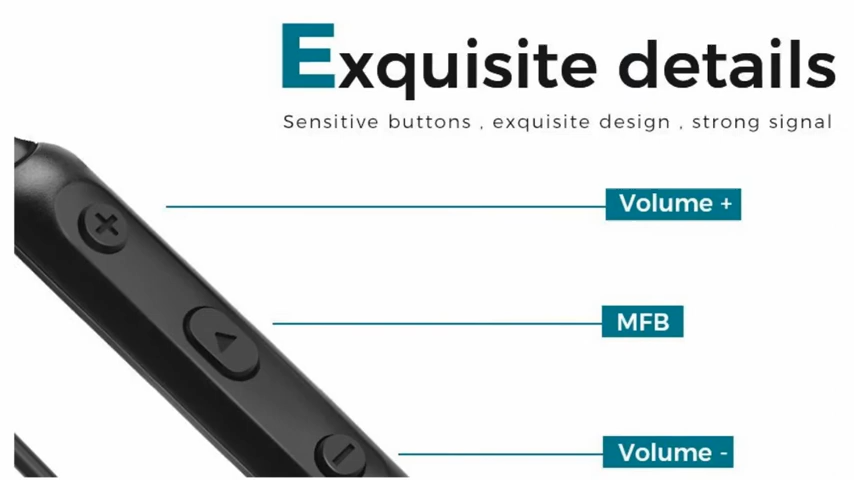 Exquisite details
Sensitive buttons , exquisite design , strong signal
Volume +
MFB
Volume -